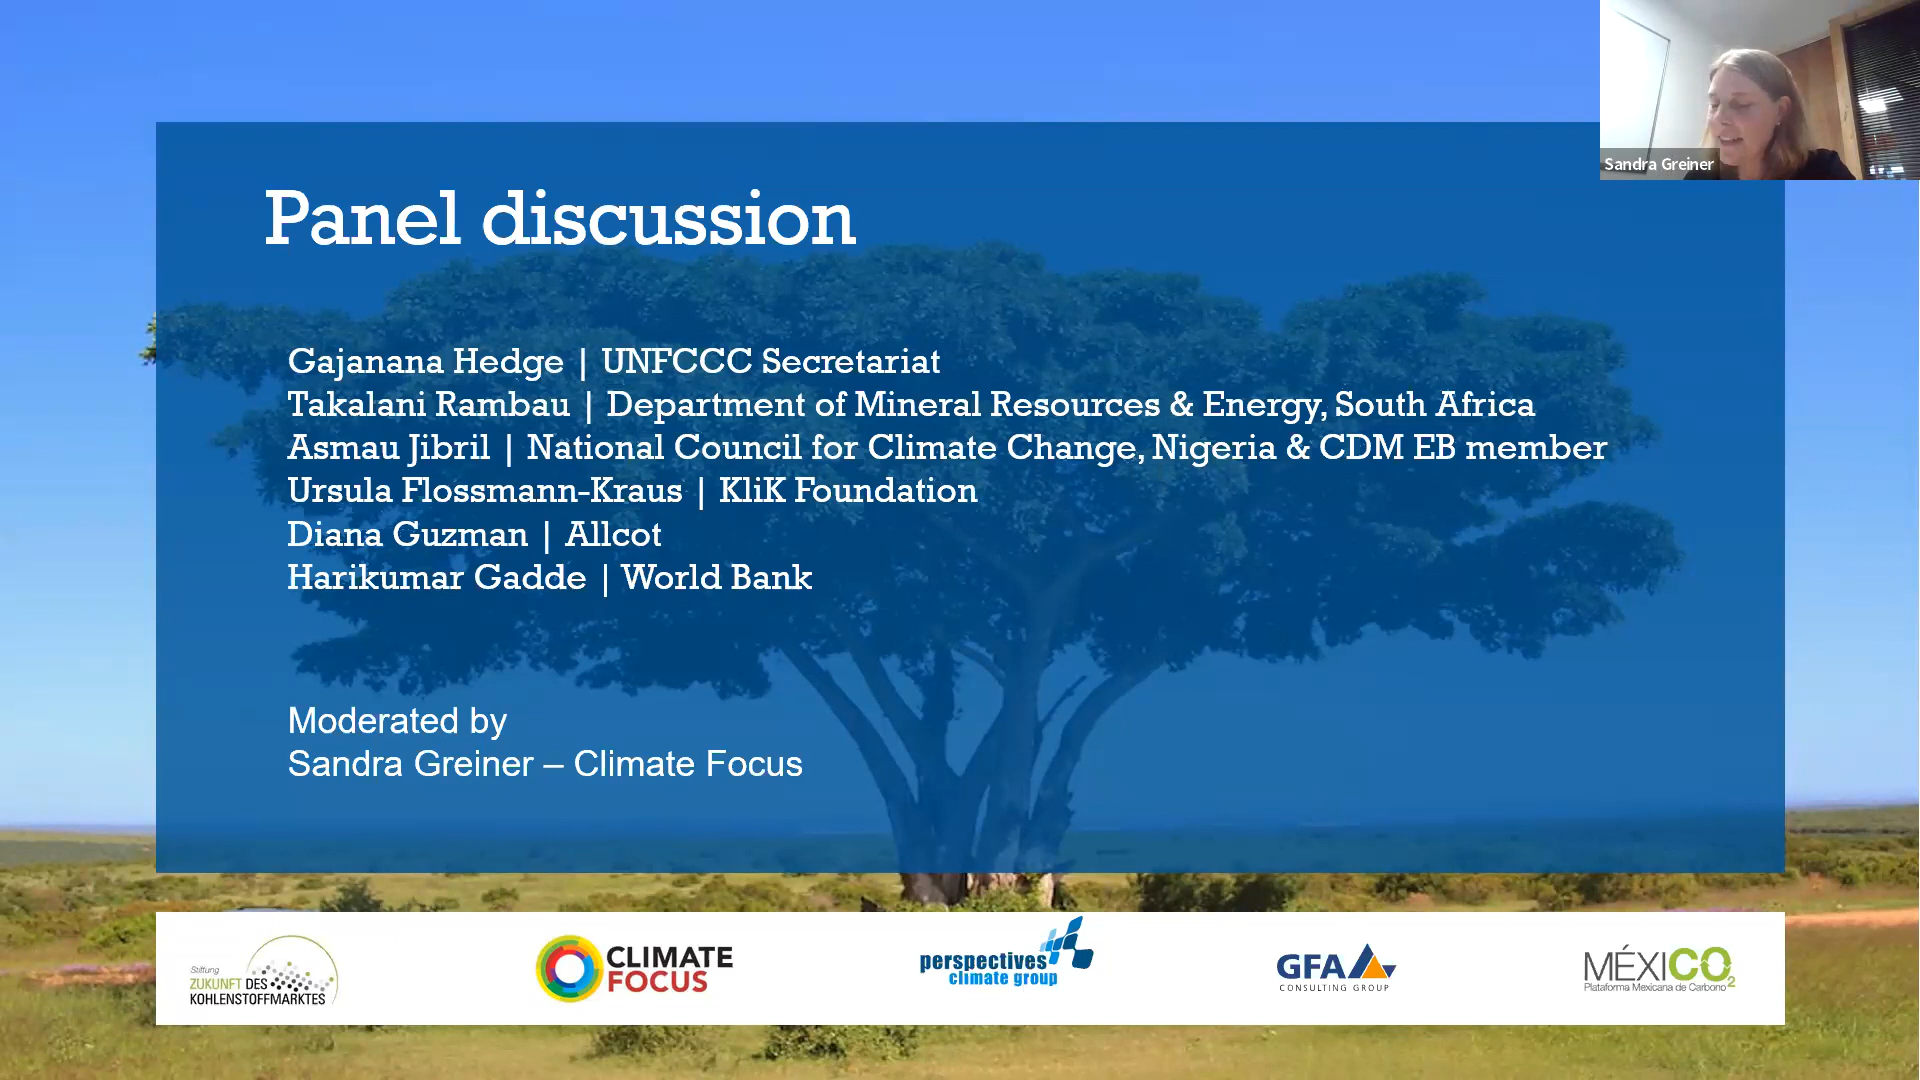 Sandra Greiner
Panel discussion
Gajanana Hedge | UNFCCC Secretariat
Takalani Rambau | Department of Mineral Resources & Energy, South Africa
Asmau Jibril | National Council for Climate Change, Nigeria & CDM EB member
Ursula Flossmann-Kraus | KliK Foundation
Diana Guzman | Allcot
Harikumar Gadde | World Bank
Moderated by
Sandra Greiner – Climate Focus
Stiftung
ZUKUNFT DES
KOHLENSTOFFMARKTES
CLIMATE
FOCUS
perspectives
climate group
GFA
CONSULTING GROUP
MÉXICO2
Plataforma Mexicana de Carbono